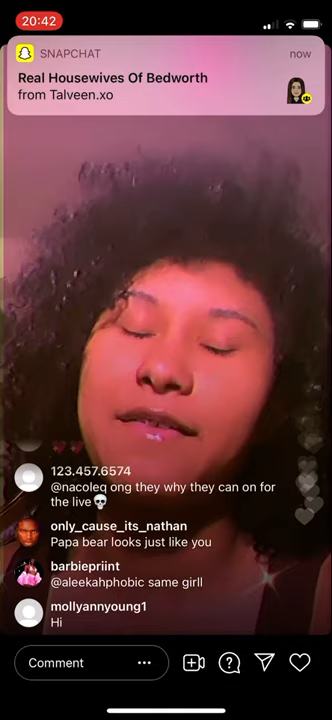 20:42
SNAPCHAT
now
Real Housewives Of Bedworth
from Talveen.xo
123.457.6574
@nacoleq ong they why they can on for
the live💀
only_cause_its_nathan
Papa bear looks just like you
barbiepriint
@aleekahphobic same girll
mollyannyoung1
Hi
Comment